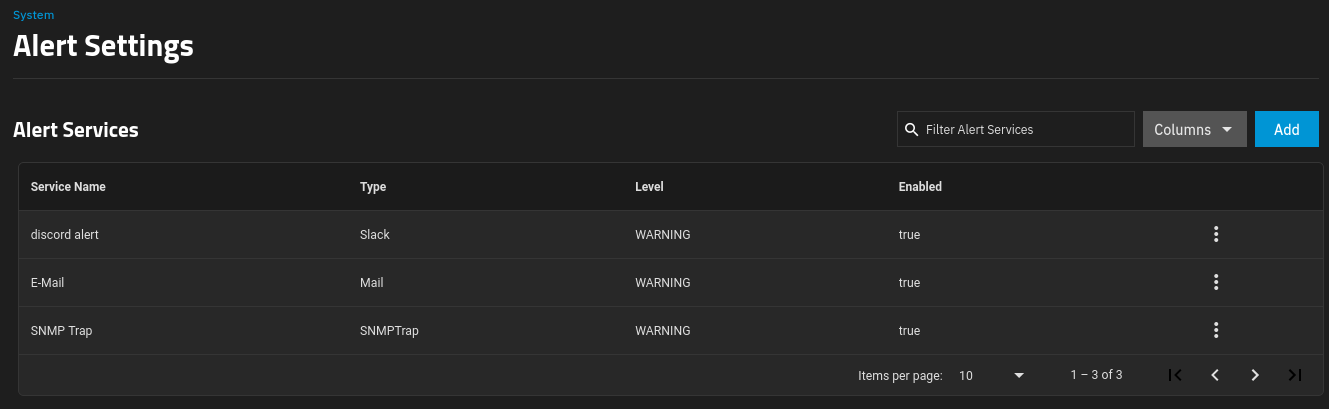 System
Alert Settings
Alert Services
Filter Alert Services
Columns
Add
Service Name Type Level Enabled
discord alert Slack WARNING true
E-Mail Mail WARNING true
SNMP Trap SNMPTrap WARNING true
Items per page: 10 1 – 3 of 3